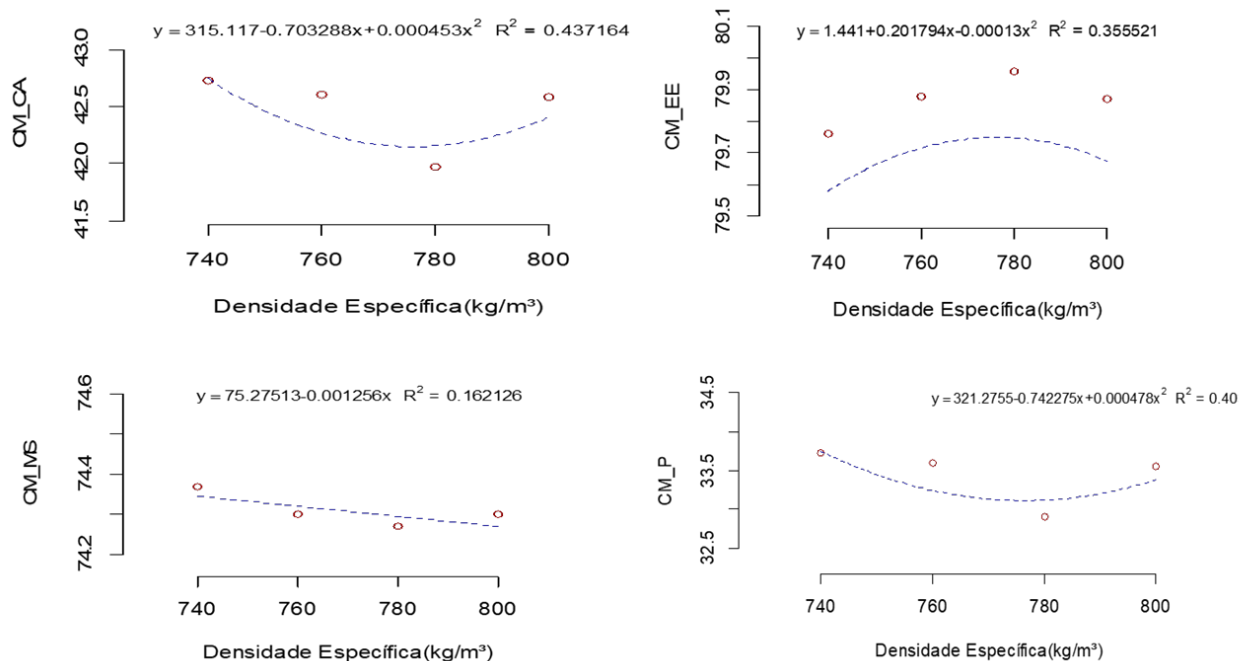 y = 315.117-0.703288x+0.000453x² R² = 0.437164
CM_CA
43.0
42.5
42.0
41.5
740 760 780 800
Densidade Específica(kg/m³)
y = 1.441+0.201794x-0.00013x² R² = 0.355521
CM_EE
80.1
79.9
79.7
79.5
740 760 780 800
Densidade Específica(kg/m³)
y = 75.27513-0.001256x R² = 0.162126
CM_MS
74.6
74.4
74.2
740 760 780 800
Densidade Específica(kg/m³)
y = 321.2755-0.742275x+0.000478x² R² = 0.40
CM_P
34.5
33.5
32.5
740 760 780 800
Densidade Específica(kg/m³)